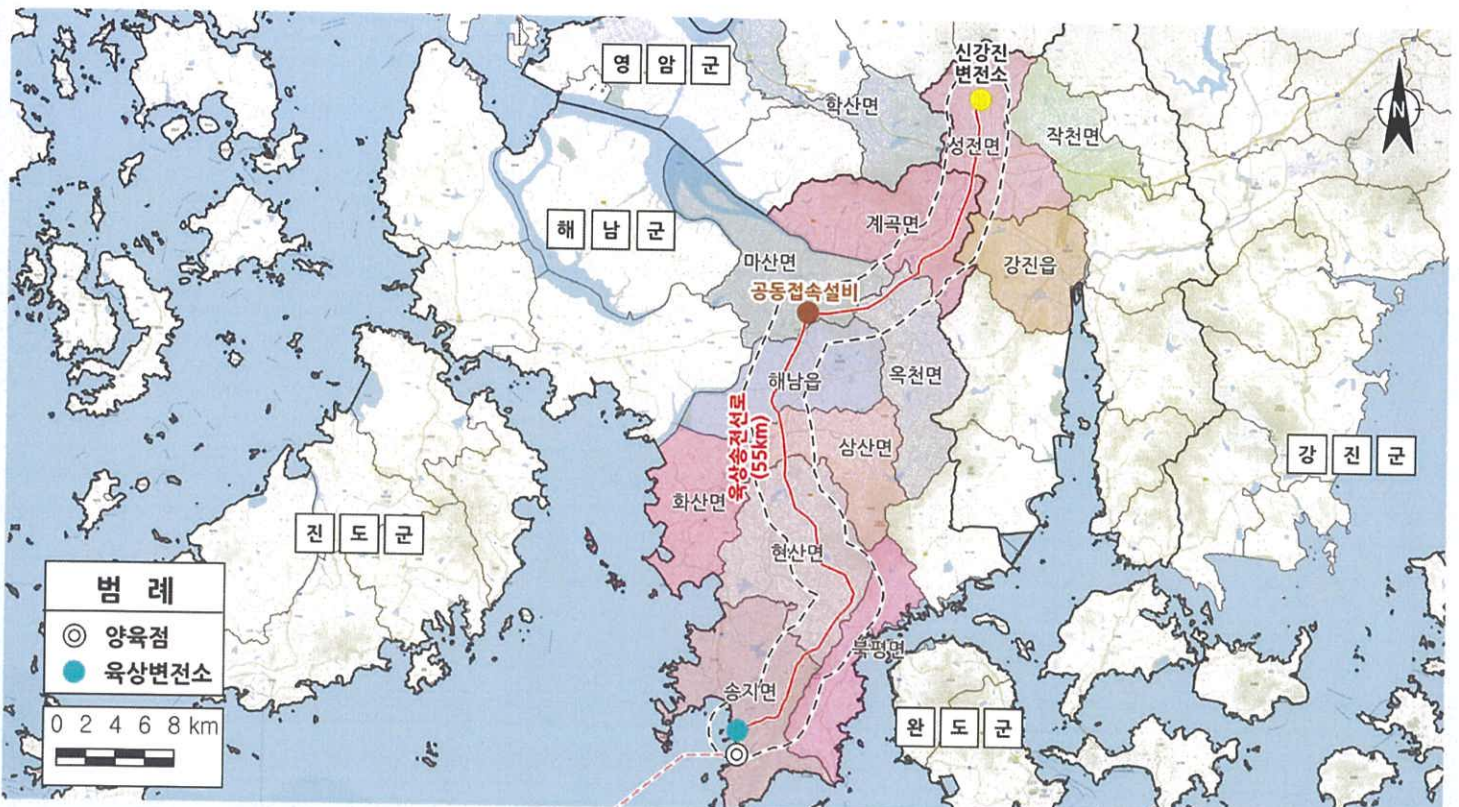 영암군
신강진
변전소
학산면
작천면
성전면
해남군
계곡면
마산면
강진읍
공동접속설비
해남읍
옥천면
육상송전선로
(55km)
삼산면
강진군
화산면
진도군
현산면
북평면
송지면
완도군
범 례
양육점
육상변전소
0 2 4 6 8 km
N